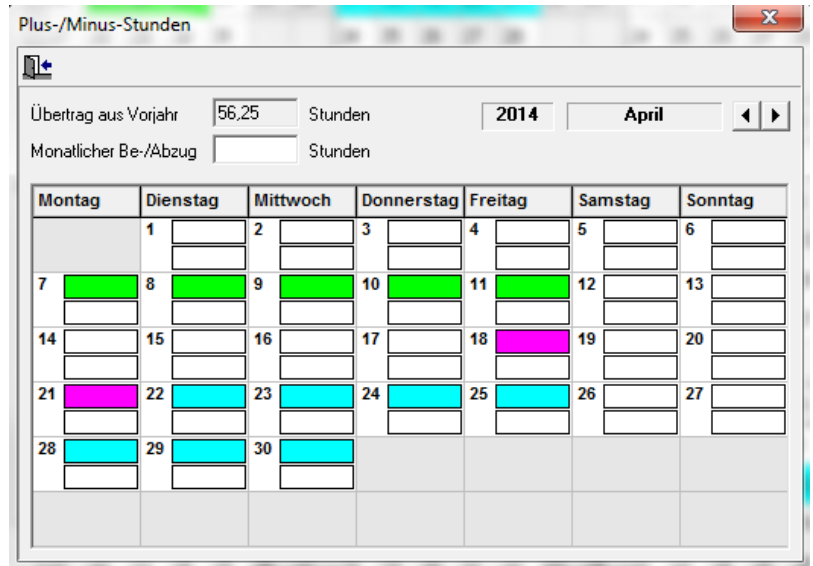 Plus-/Minus-Stunden
Übertrag aus Vorjahr 56,25 Stunden 2014 April
Monatlicher Be-/Abzug Stunden
Montag Dienstag Mittwoch Donnerstag Freitag Samstag Sonntag
1 2 3 4 5 6
7 8 9 10 11 12 13
14 15 16 17 18 19 20
21 22 23 24 25 26 27
28 29 30